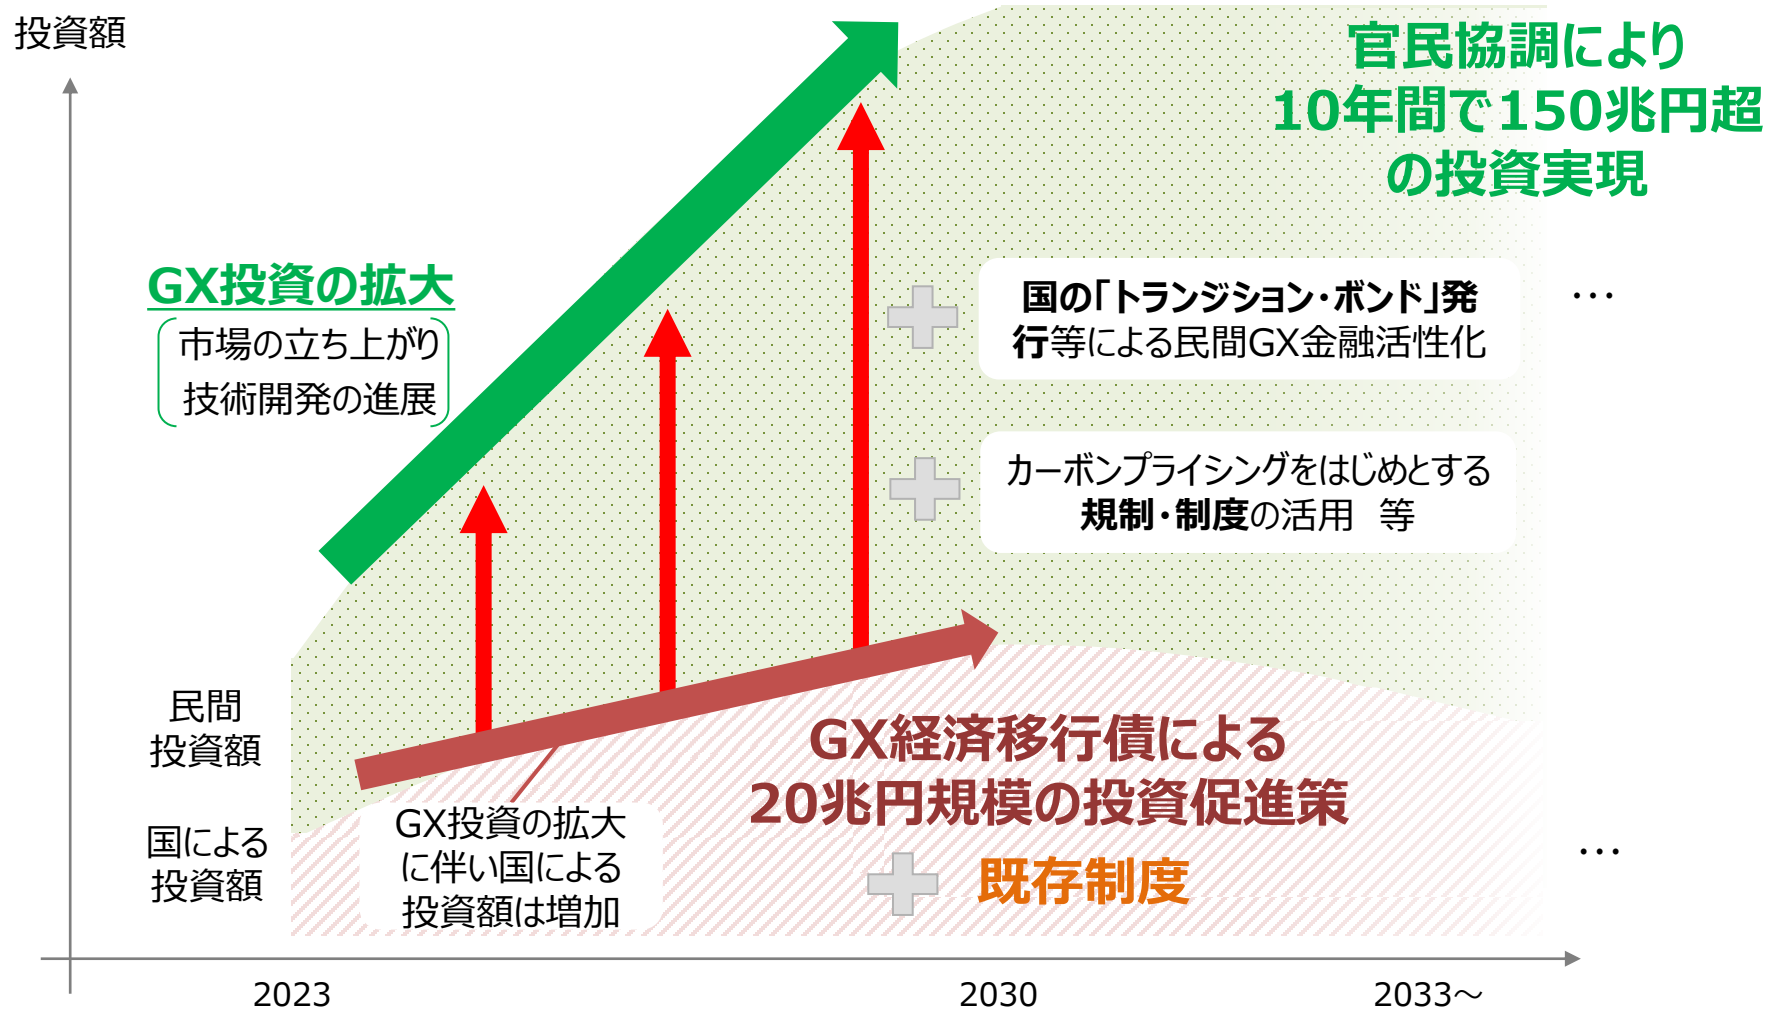 投資額
官民協調により
10年間で150兆円超
の投資実現
GX投資の拡大
市場の立ち上がり
技術開発の進展
国の「トランジション・ボンド」発
行等による民間GX金融活性化
…
カーボンプライシングをはじめとする
規制・制度の活用　等
民間
投資額
GX経済移行債による
20兆円規模の投資促進策
既存制度
国による
投資額
GX投資の拡大
に伴い国による
投資額は増加
…
2023
2030
2033～